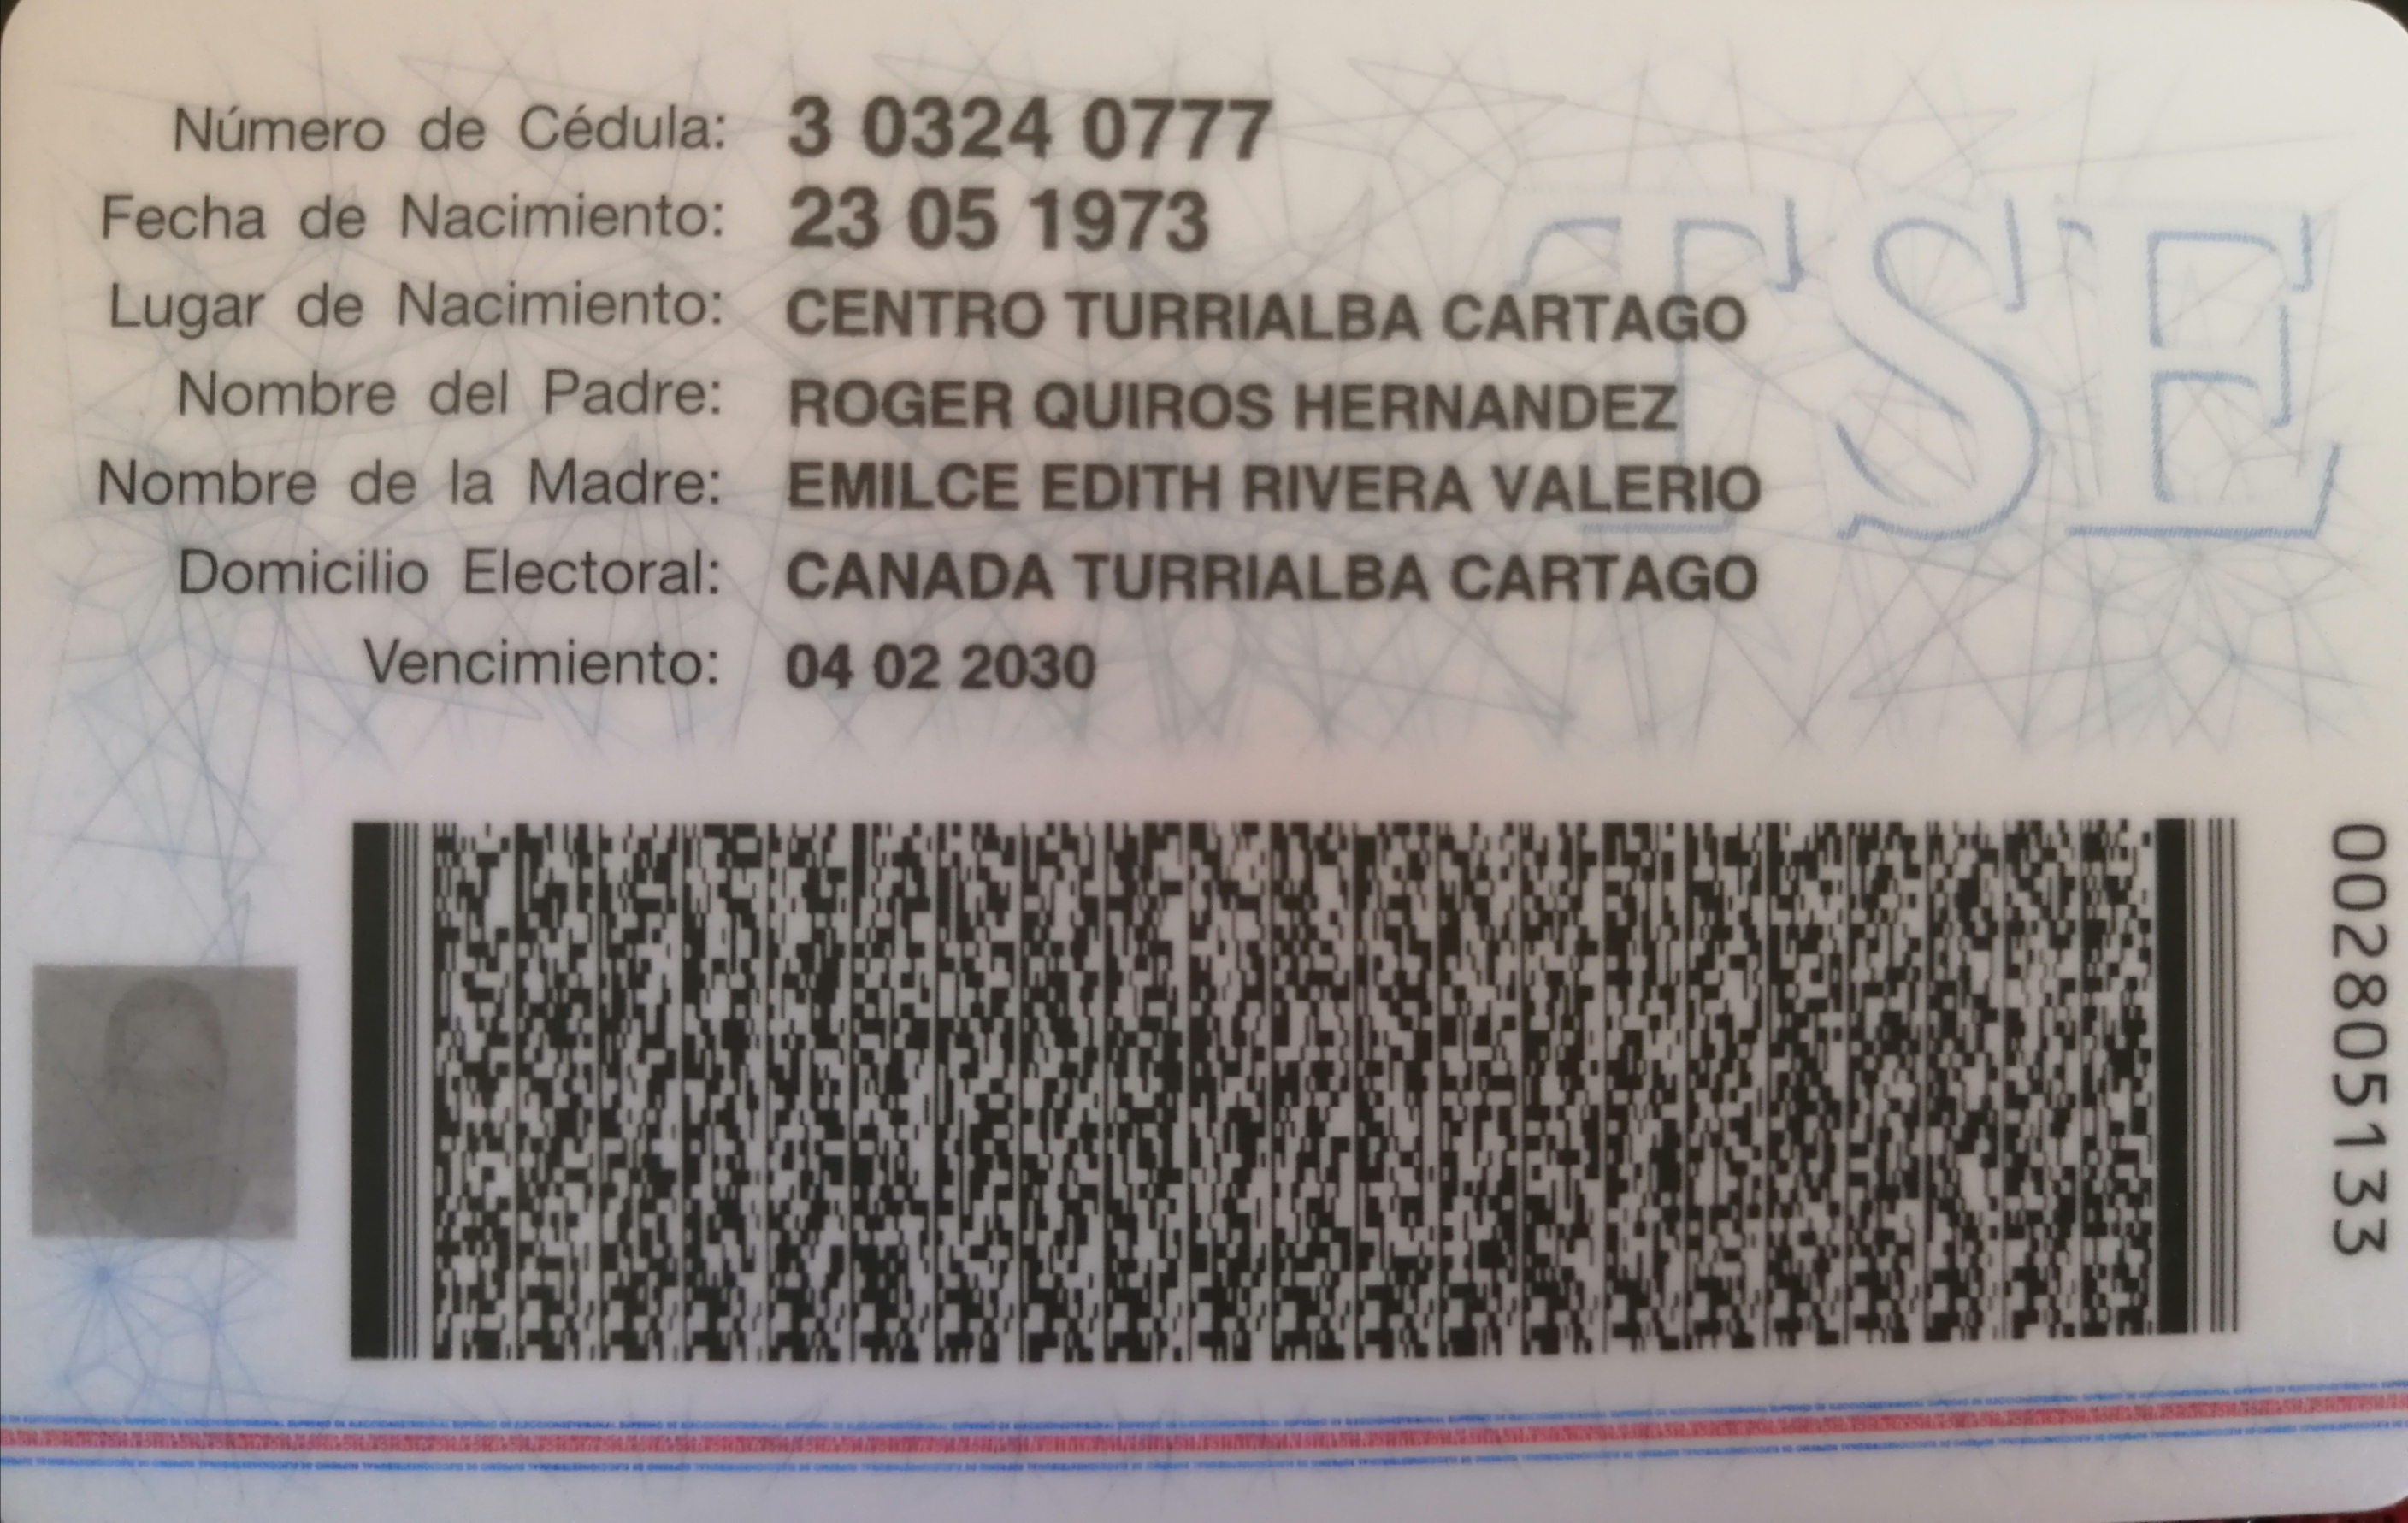 Número de Cédula: 3 0324 0777
Fecha de Nacimiento: 23 05 1973
Lugar de Nacimiento: CENTRO TURRIALBA CARTAGO
Nombre del Padre: ROGER QUIROS HERNANDEZ
Nombre de la Madre: EMILCE EDITH RIVERA VALERIO
Domicilio Electoral: CANADA TURRIALBA CARTAGO
Vencimiento: 04 02 2030
TSE
002805133